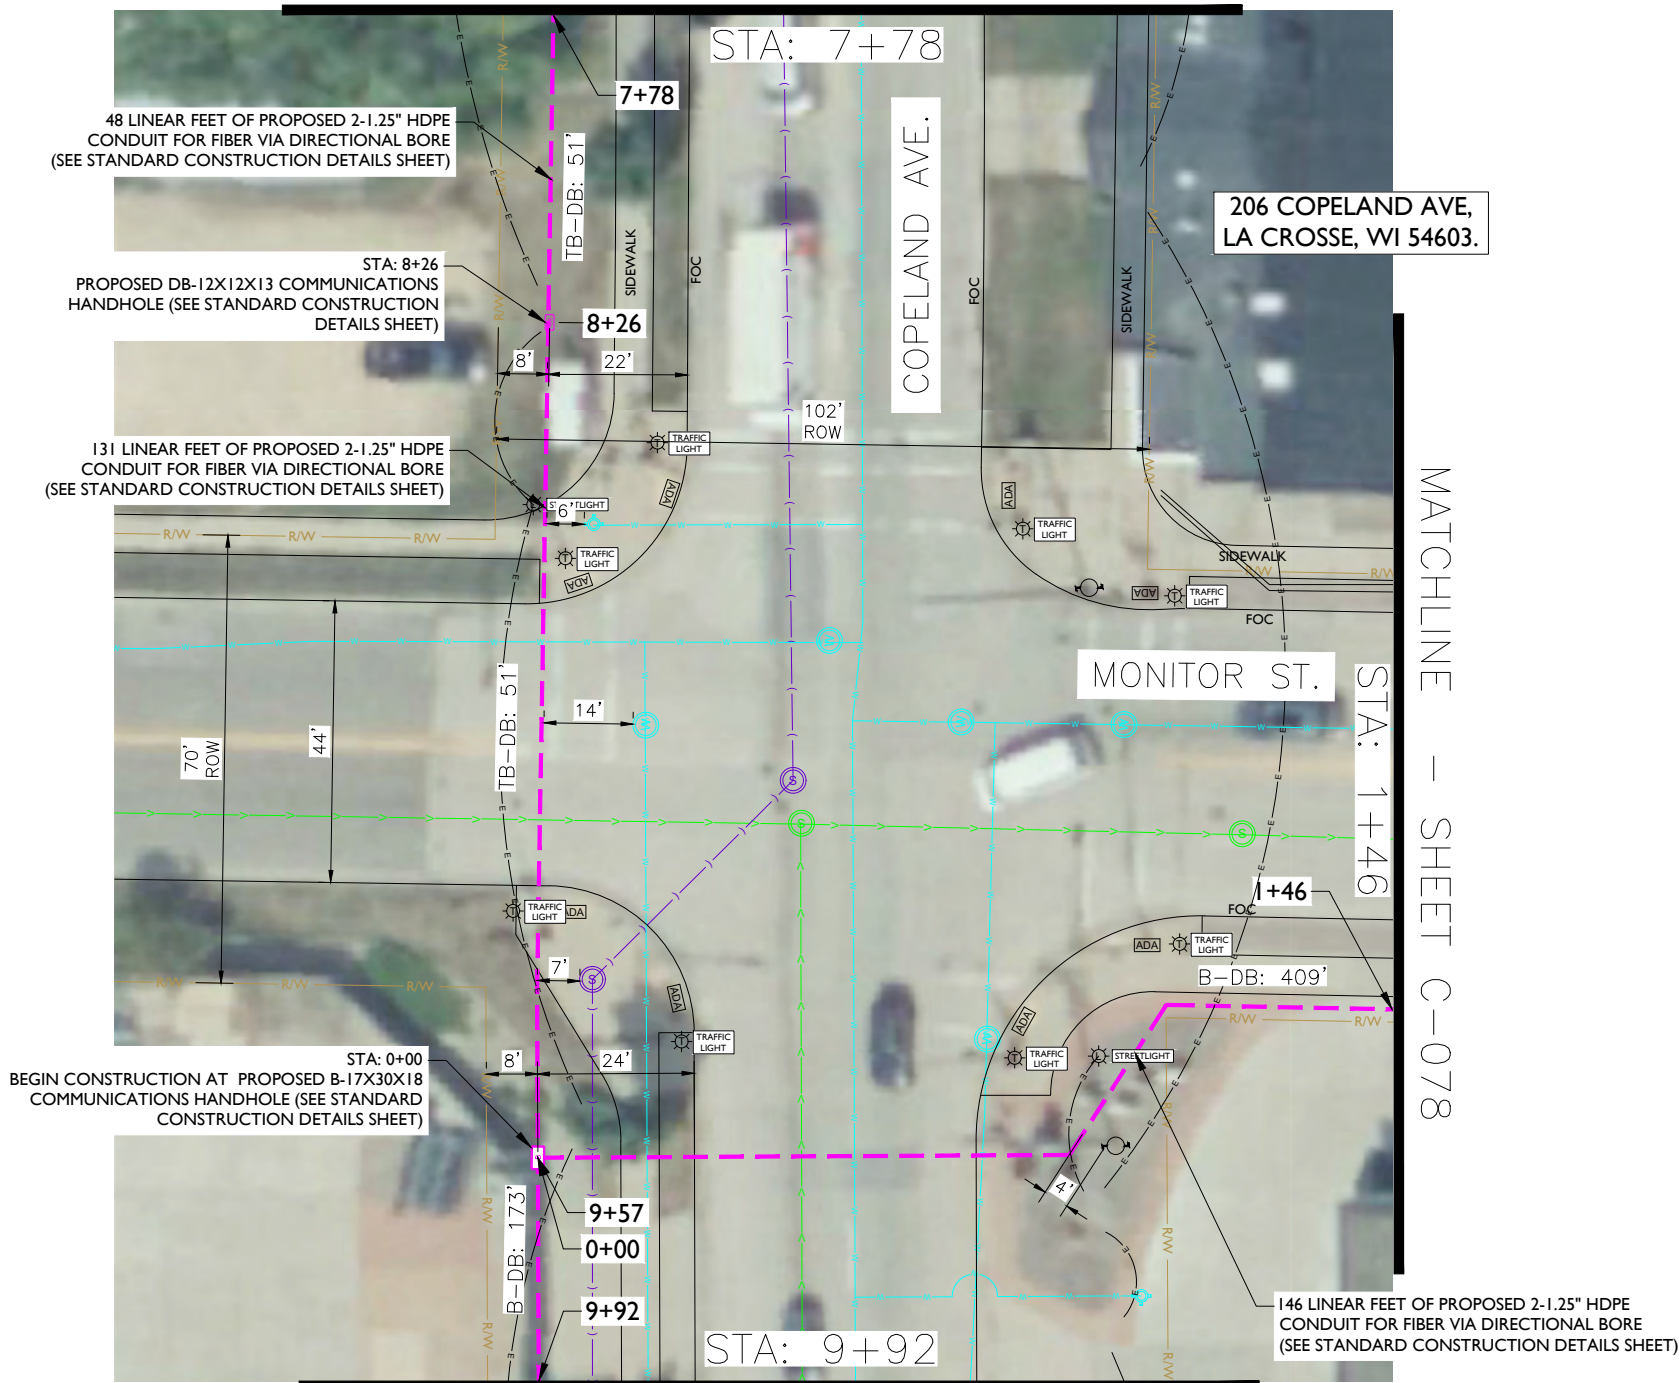 STA: 7+78
7+78
48 LINEAR FEET OF PROPOSED 2-1.25" HDPE
CONDUIT FOR FIBER VIA DIRECTIONAL BORE
(SEE STANDARD CONSTRUCTION DETAILS SHEET)
TB-DB: 51'
COPELAND AVE.
206 COPELAND AVE,
LA CROSSE, WI 54603.
STA: 8+26
PROPOSED DB-12X12X13 COMMUNICATIONS
HANDHOLE (SEE STANDARD CONSTRUCTION
DETAILS SHEET)
SIDEWALK
FOC
FOC
SIDEWALK
8+26
8'
22'
102'
ROW
131 LINEAR FEET OF PROPOSED 2-1.25" HDPE
CONDUIT FOR FIBER VIA DIRECTIONAL BORE
(SEE STANDARD CONSTRUCTION DETAILS SHEET)
TRAFFIC
LIGHT
ADA
6'
TRAFFIC
LIGHT
ADA
ADA
TRAFFIC
LIGHT
SIDEWALK
ADA
TRAFFIC
LIGHT
FOC
R/W
R/W
R/W
R/W
R/W
R/W
R/W
R/W
R/W
R/W
R/W
R/W
MONITOR ST.
STA: 1+46
MATCHLINE - SHEET C-078
TB-DB: 51'
14'
70'
ROW
44'
S
S
S
1+46
FOC
TRAFFIC
LIGHT
ADA
TRAFFIC
LIGHT
B-DB: 409'
R/W
R/W
R/W
R/W
R/W
7'
S
ADA
TRAFFIC
LIGHT
ADA
TRAFFIC
LIGHT
STREETLIGHT
8'
24'
STA: 0+00
BEGIN CONSTRUCTION AT PROPOSED B-17X30X18
COMMUNICATIONS HANDHOLE (SEE STANDARD
CONSTRUCTION DETAILS SHEET)
R/W
R/W
R/W
R/W
R/W
R/W
R/W
4'
B-DB: 173'
9+57
0+00
9+92
STA: 9+92
146 LINEAR FEET OF PROPOSED 2-1.25" HDPE
CONDUIT FOR FIBER VIA DIRECTIONAL BORE
(SEE STANDARD CONSTRUCTION DETAILS SHEET)